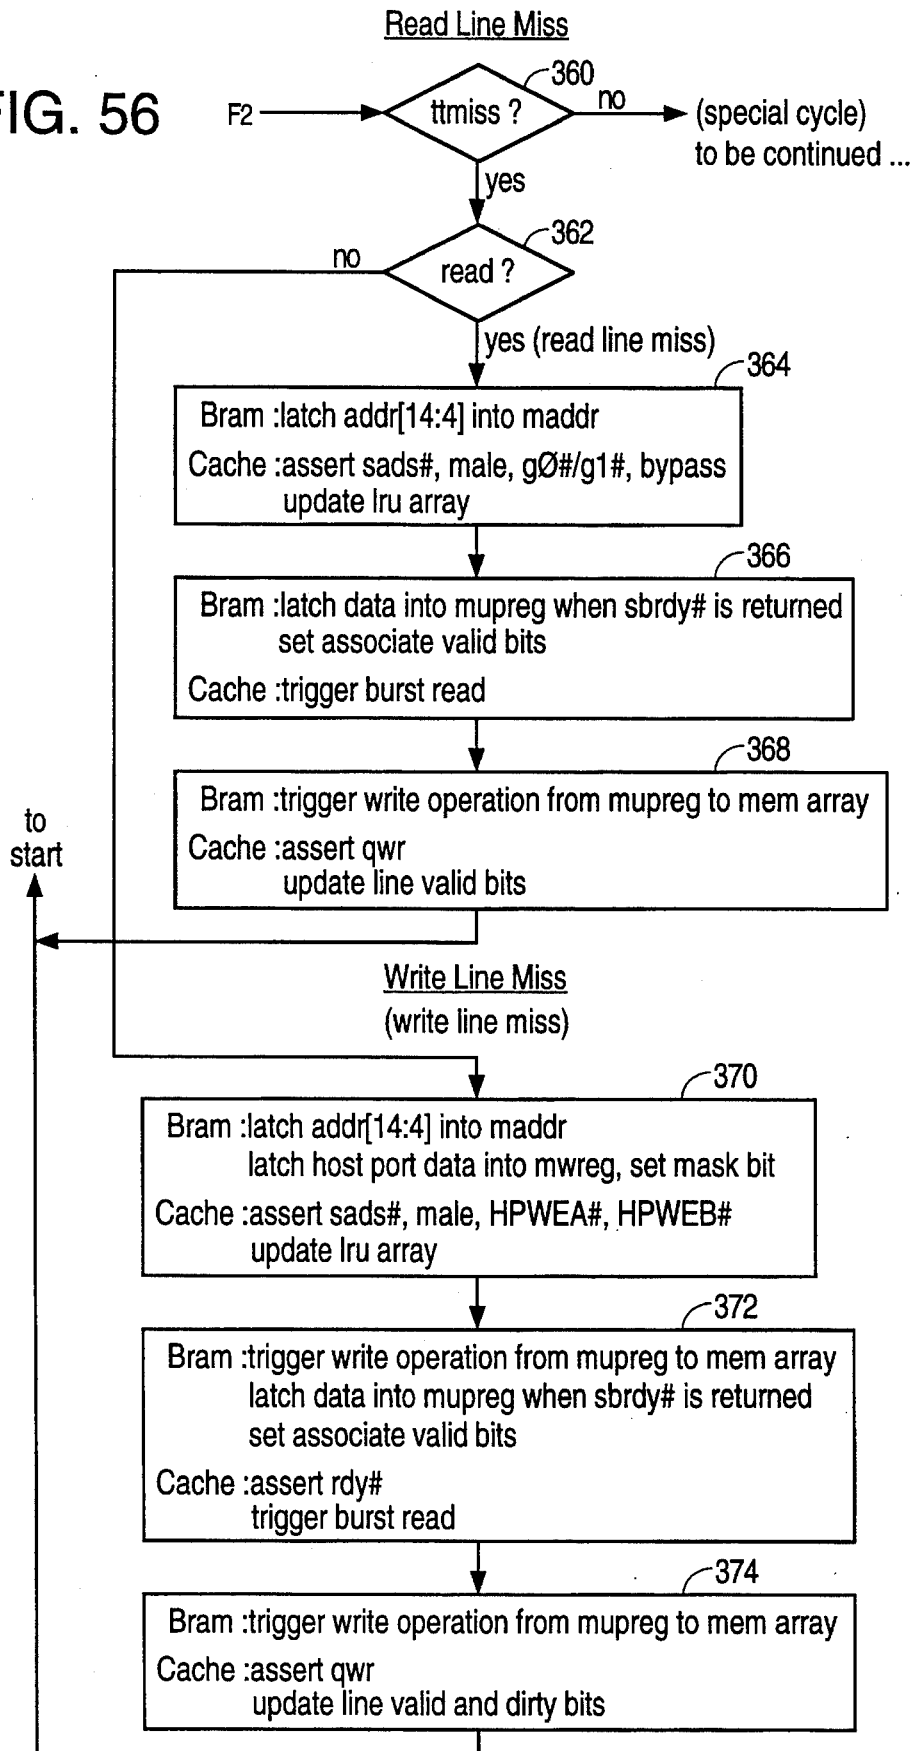 Read Line Miss
FIG. 56
F2
ttmiss ?
360
no
(special cycle)
to be continued ...
yes
362
no
read ?
yes (read line miss)
364
Bram :latch addr[14:4] into maddr
Cache :assert sads#, male, gØ#/g1#, bypass
update lru array
366
Bram :latch data into mupreg when sbrdy# is returned
set associate valid bits
Cache :trigger burst read
368
Bram :trigger write operation from mupreg to mem array
Cache :assert qwr
update line valid bits
to
start
Write Line Miss
(write line miss)
370
Bram :latch addr[14:4] into maddr
latch host port data into mwreg, set mask bit
Cache :assert sads#, male, HPWEA#, HPWEB#
update lru array
372
Bram :trigger write operation from mupreg to mem array
latch data into mupreg when sbrdy# is returned
set associate valid bits
Cache :assert rdy#
trigger burst read
374
Bram :trigger write operation from mupreg to mem array
Cache :assert qwr
update line valid and dirty bits